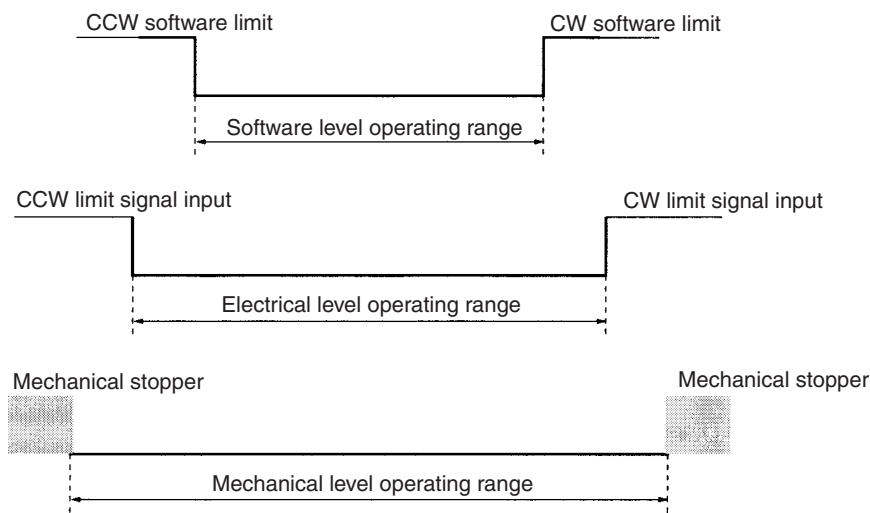 CCW software limit
CW software limit
Software level operating range
CCW limit signal input
CW limit signal input
Electrical level operating range
Mechanical stopper
Mechanical stopper
Mechanical level operating range